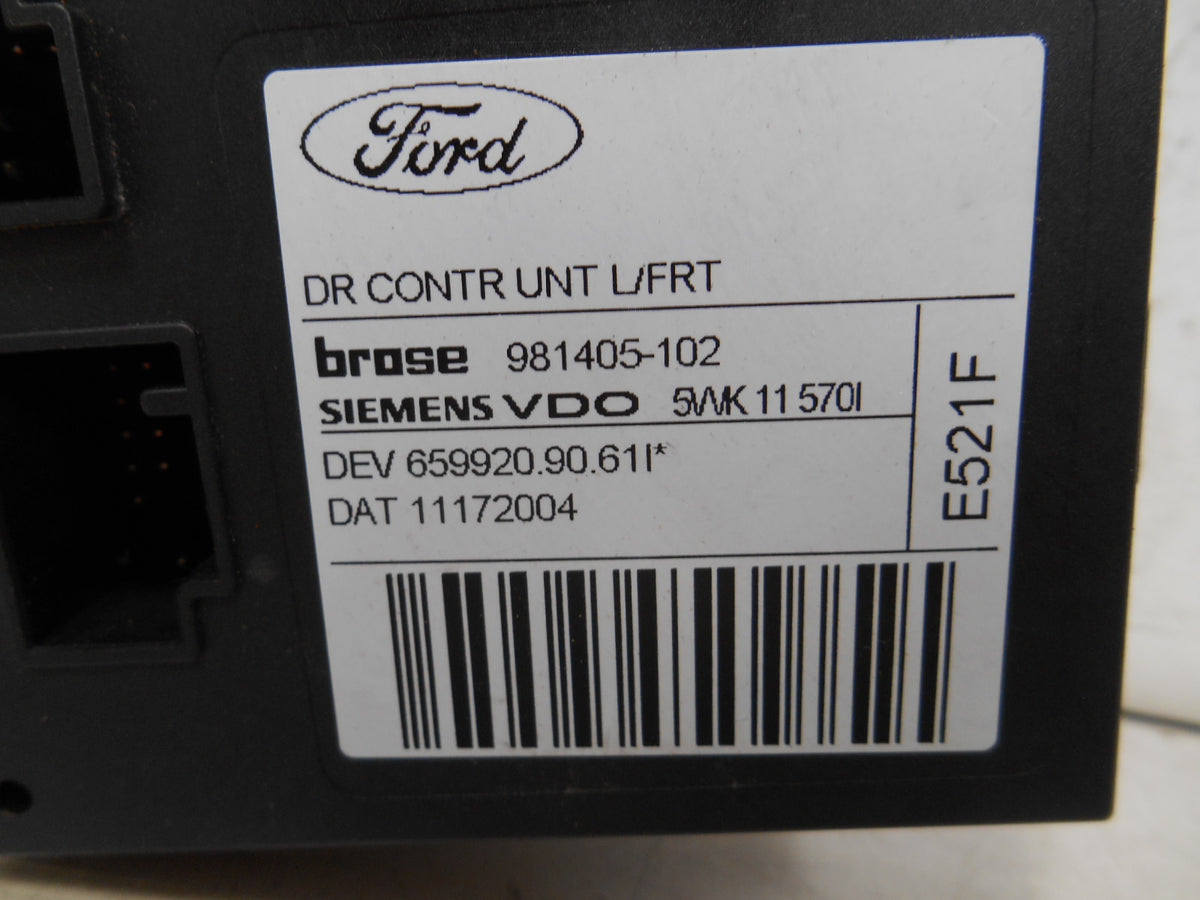 Ford
DR CONTR UNT L/FRT
brose 981405-102
SIEMENS VDO 5WK 11 570I
DEV 659920.90.61I*
DAT 11172004
E521F